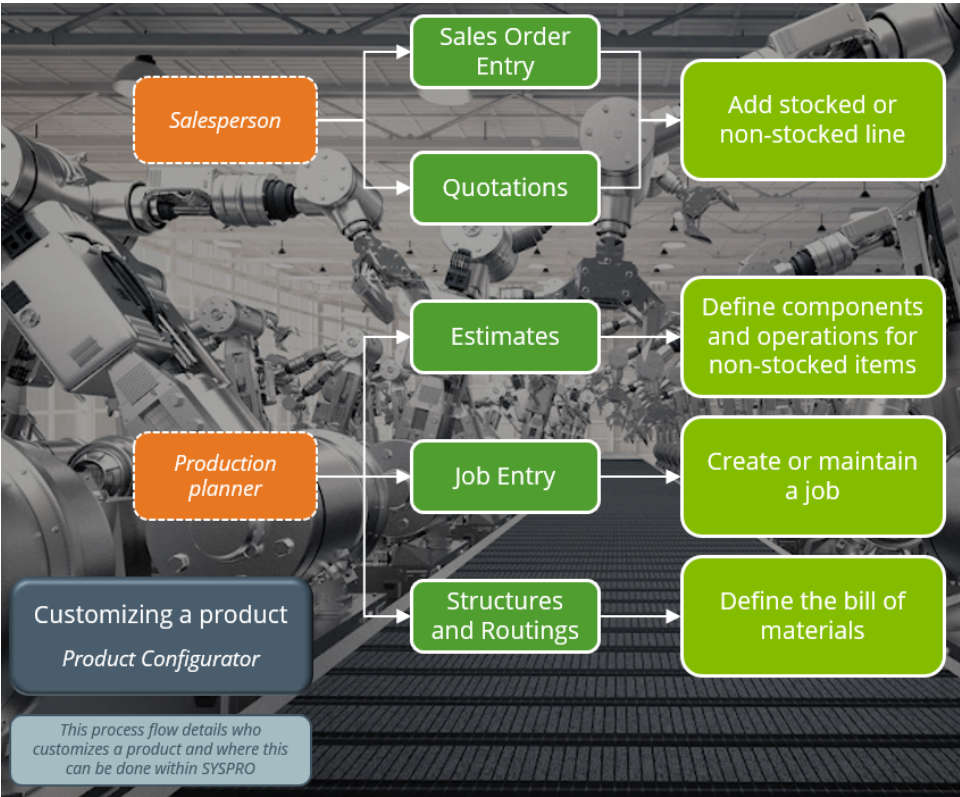 Sales Order
Entry
Salesperson
Add stocked or
non-stocked line
Quotations
Estimates
Define components
and operations for
non-stocked items
Production
planner
Job Entry
Create or maintain
a job
Structures
and Routings
Define the bill of
materials
Customizing a product
Product Configurator
This process flow details who
customizes a product and where this
can be done within SYSPRO